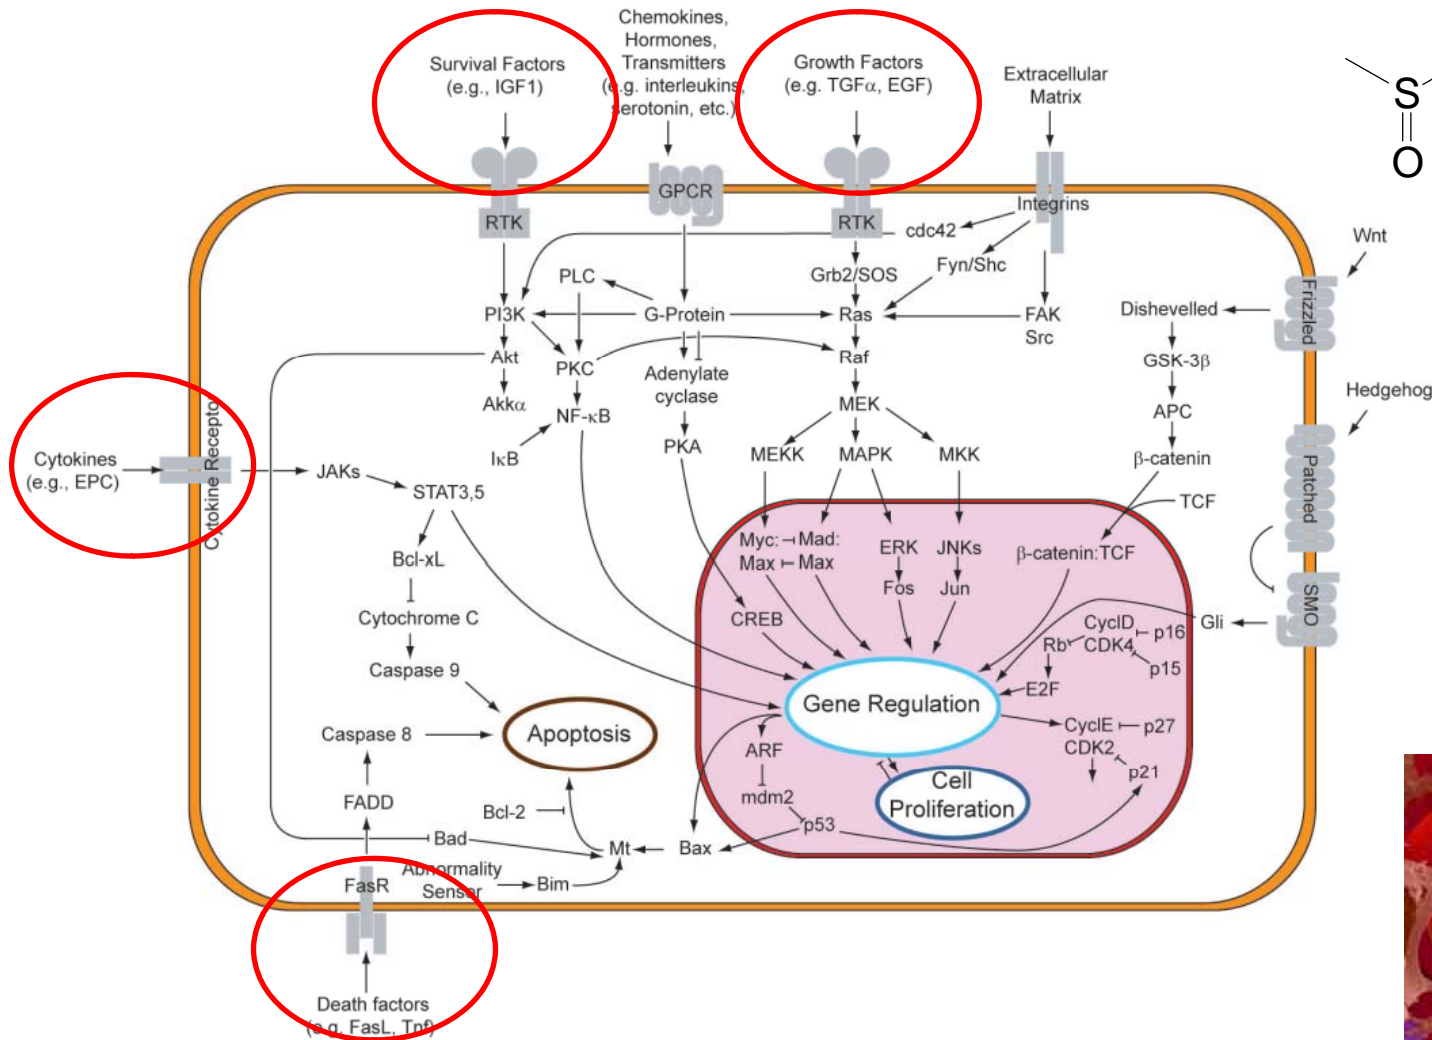 Chemokines,
Hormones,
Transmitters
(e.g. interleukins,
serotonin, etc.)
Survival Factors
(e.g., IGF1)
Growth Factors
(e.g. TGFα, EGF)
Extracellular
Matrix
S
O
RTK
GPCR
RTK
Integrins
cdc42
Wnt
Frizzled
PLC
Grb2/SOS
Fyn/Shc
PI3K
G-Protein
Ras
FAK
Src
Dishevelled
Akt
PKC
Adenylate
cyclase
Raf
GSK-3β
Hedgehog
Akkα
NF-κB
MEK
APC
Patched
IκB
PKA
MEKK
MAPK
MKK
β-catenin
TCF
Cytokines
(e.g., EPC)
Cytokine Receptor
JAKs
STAT3,5
Bcl-xL
Cytochrome C
Caspase 9
Myc: Mad:
Max Max
ERK
JNKs
Fos
Jun
β-catenin:TCF
SMO
CREB
Gli
CyclD
CDK4
p16
p15
Rb
E2F
Gene Regulation
CyclE
CDK2
p27
p21
Caspase 8
Apoptosis
ARF
mdm2
p53
Cell
Proliferation
FADD
Bcl-2
Bad
Mt
Bax
Abnormality
Sensor
Bim
FasR
Death factors
(e.g. FasL, Tnf)